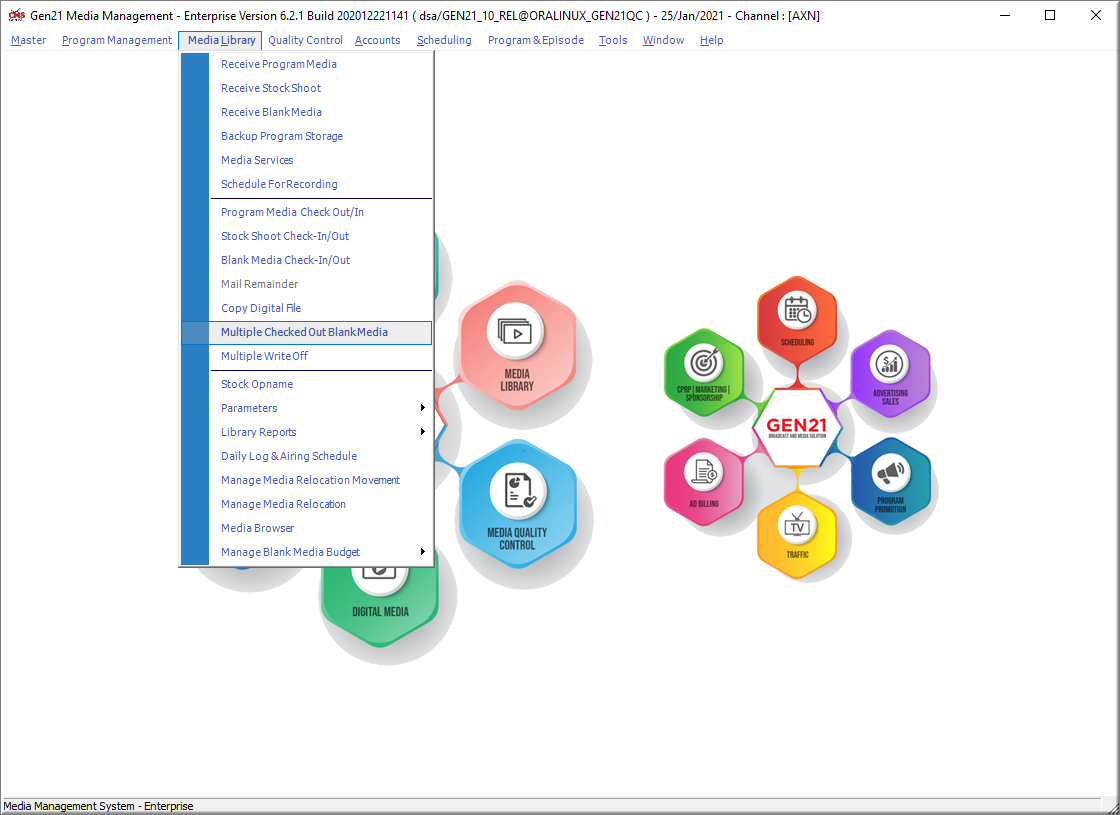 Gen21 Media Management - Enterprise Version 6.2.1 Build 202012221141 ( dsa/GEN21_10_REL@ORALINUX_GEN21QC ) - 25/Jan/2021 - Channel : [AXN]
Master Program Management Media Library Quality Control Accounts Scheduling Program & Episode Tools Window Help
Receive Program Media
Receive Stock Shoot
Receive Blank Media
Backup Program Storage
Media Services
Schedule For Recording
Program Media Check Out/In
Stock Shoot Check-In/Out
Blank Media Check-In/Out
Mail Remainder
Copy Digital File
Multiple Checked Out Blank Media
Multiple Write Off
Stock Opname
Parameters
Library Reports
Daily Log & Airing Schedule
Manage Media Relocation Movement
Manage Media Relocation
Media Browser
Manage Blank Media Budget
MEDIA
LIBRARY
MEDIA QUALITY
CONTROL
DIGITAL MEDIA
SCHEDULING
CPRP | MARKETING |
SPONSORSHIP
ADVERTISING
SALES
GEN21
BROADCAST AND MEDIA SOLUTION
AD BILLING
PROGRAM
PROMOTION
TV
TRAFFIC
Media Management System - Enterprise